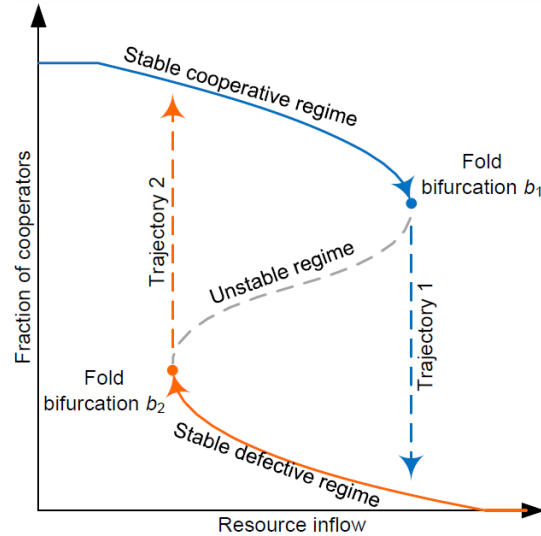 Stable cooperative regime
Fold
bifurcation b1
Trajectory 2
Fraction of cooperators
Unstable regime
Trajectory 1
Fold
bifurcation b2
Stable defective regime
Resource inflow